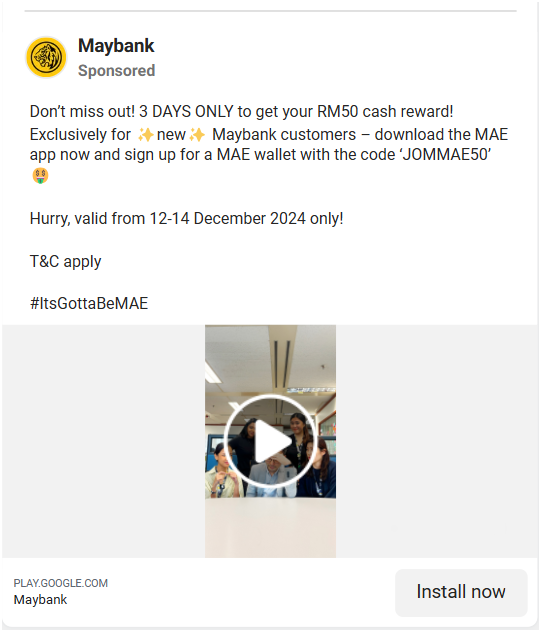 Maybank
Sponsored
Don’t miss out! 3 DAYS ONLY to get your RM50 cash reward!
Exclusively for ✨new✨ Maybank customers – download the MAE
app now and sign up for a MAE wallet with the code ‘JOMMAE50’
🤑
Hurry, valid from 12-14 December 2024 only!
T&C apply
#ItsGottaBeMAE
PLAY.GOOGLE.COM
Maybank
Install now